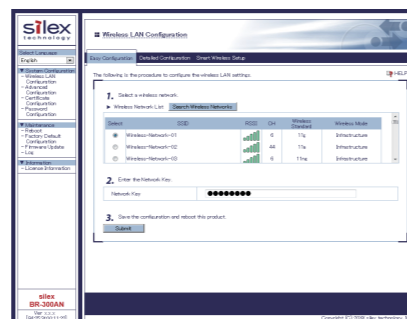 silex
technology
Select Language
English
System Configuration
- Wireless LAN
Configuration
- Advanced
Configuration
- Certificate
Configuration
- Password
Configuration
Maintenance
- Reboot
- Factory Default
Configuration
- Firmware Update
- Log
Information
- License Information
silex
BR-300AN
Wireless LAN Configuration
Easy Configuration Detailed Configuration Smart Wireless Setup
The following is the procedure to configure the wireless LAN settings:
HELP
1. Select a wireless network.
Wireless Network List Search Wireless Networks
Select SSID RSSI CH Wireless Standard Wireless Mode
Wireless-Network-01 6 11g Infrastructure
Wireless-Network-02 44 11a Infrastructure
Wireless-Network-03 6 11ng Infrastructure
2. Enter the Network Key.
Network Key
3. Save the configuration and reboot this product.
Submit